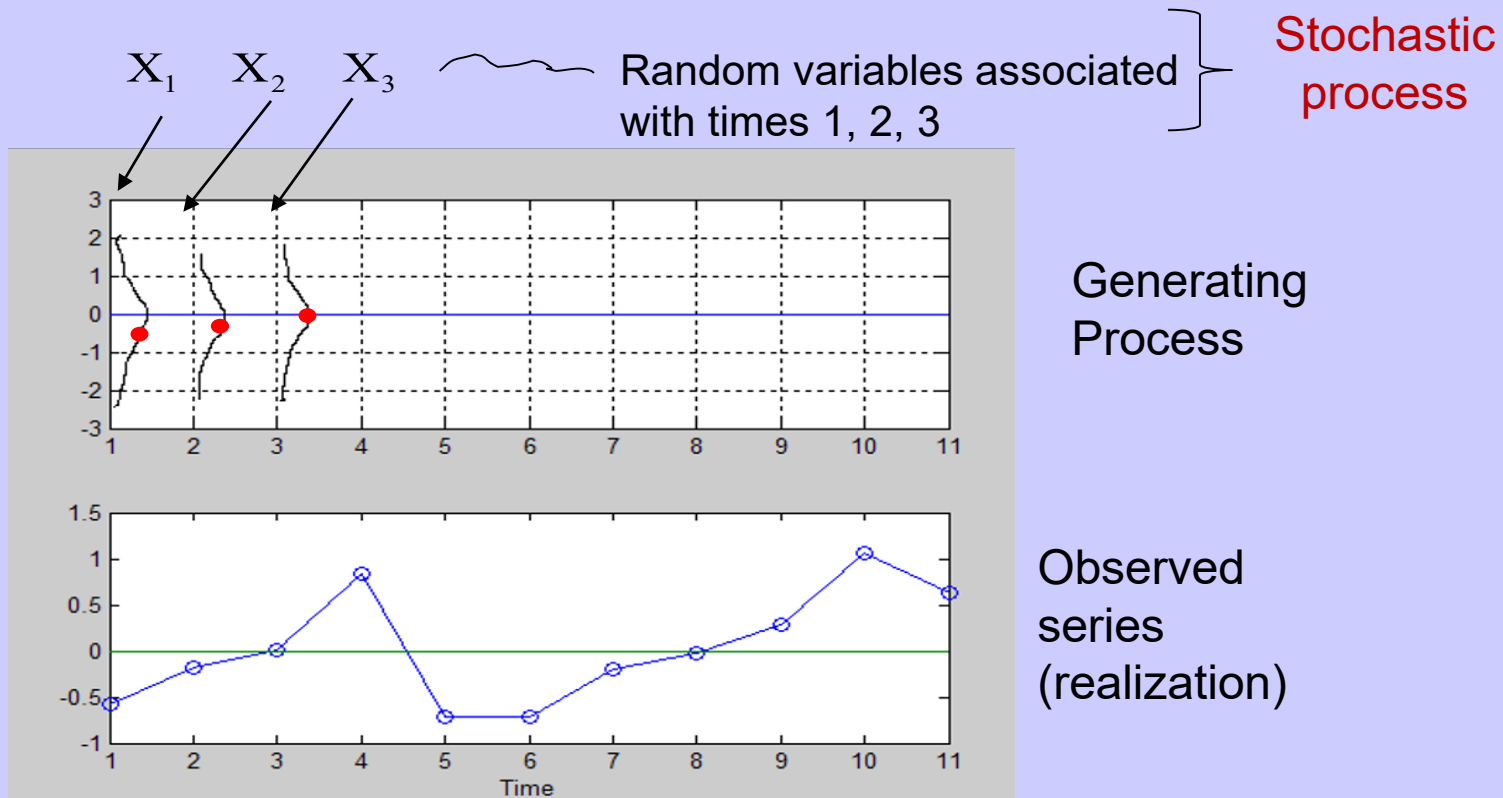 X₁ X₂ X₃
Random variables associated
with times 1, 2, 3
Stochastic
process
3
2
1
0
-1
-2
-3
1 2 3 4 5 6 7 8 9 10 11
Generating
Process
1.5
1
0.5
0
-0.5
-1
1 2 3 4 5 6 7 8 9 10 11
Time
Observed
series
(realization)